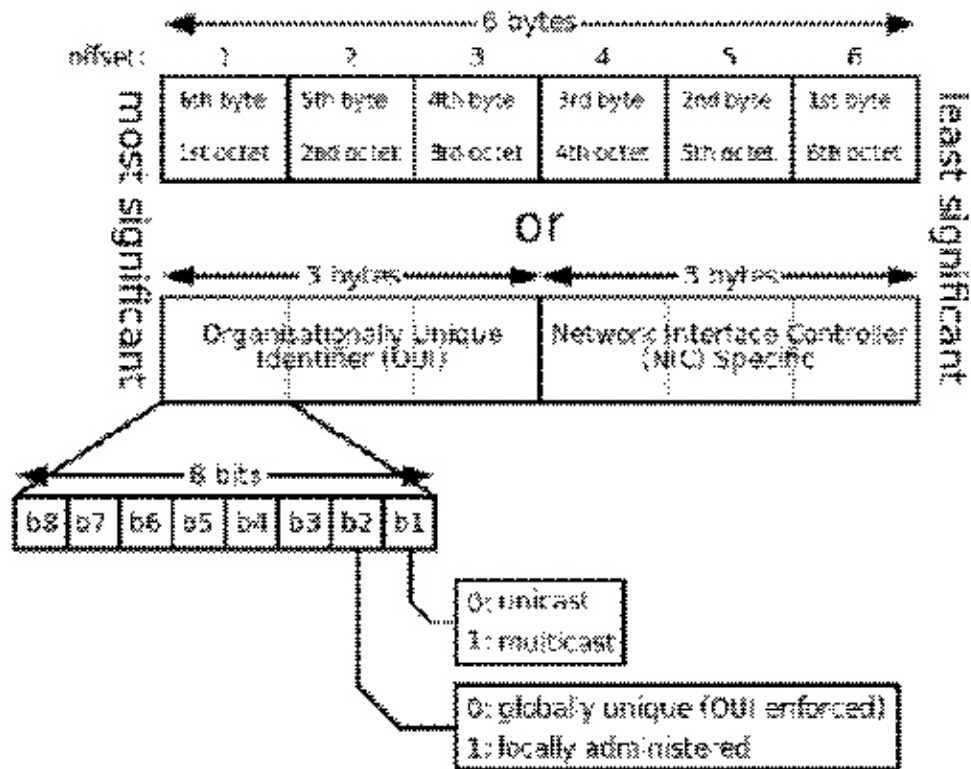 6 bytes
offset: 1 2 3 4 5 6
most significant
6th byte 5th byte 4th byte 3rd byte 2nd byte 1st byte
1st octet 2nd octet 3rd octet 4th octet 5th octet 6th octet
least significant
or
3 bytes 3 bytes
Organisationally Unique
Identifier (OUI)
Network Interface Controller
(NIC) Specific
8 bits
b8 b7 b6 b5 b4 b3 b2 b1
0: unicast
1: multicast
0: globally unique (OUI enforced)
1: locally administered